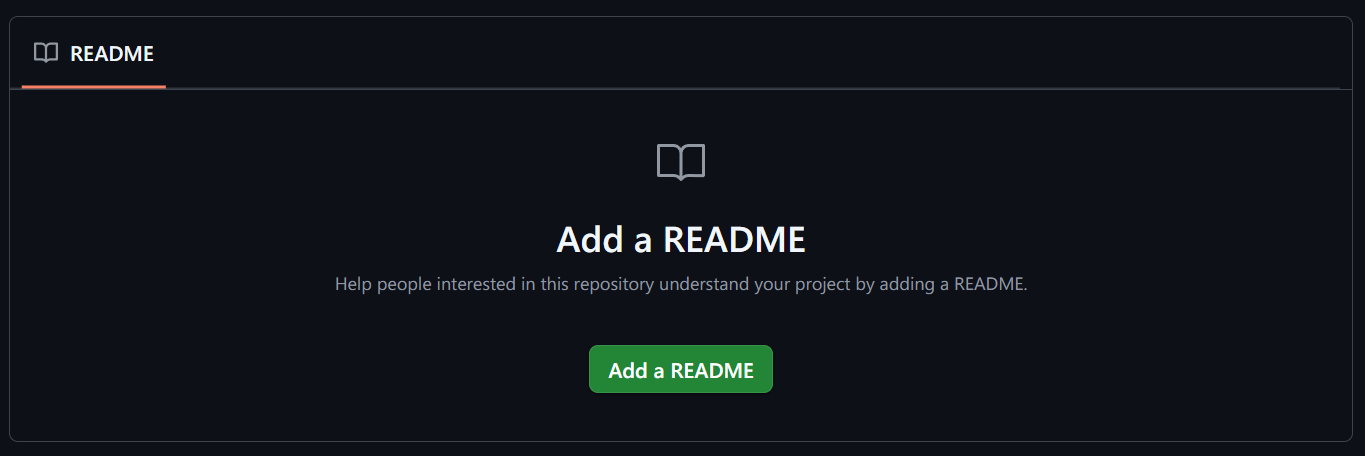 README
Add a README
Help people interested in this repository understand your project by adding a README.
Add a README